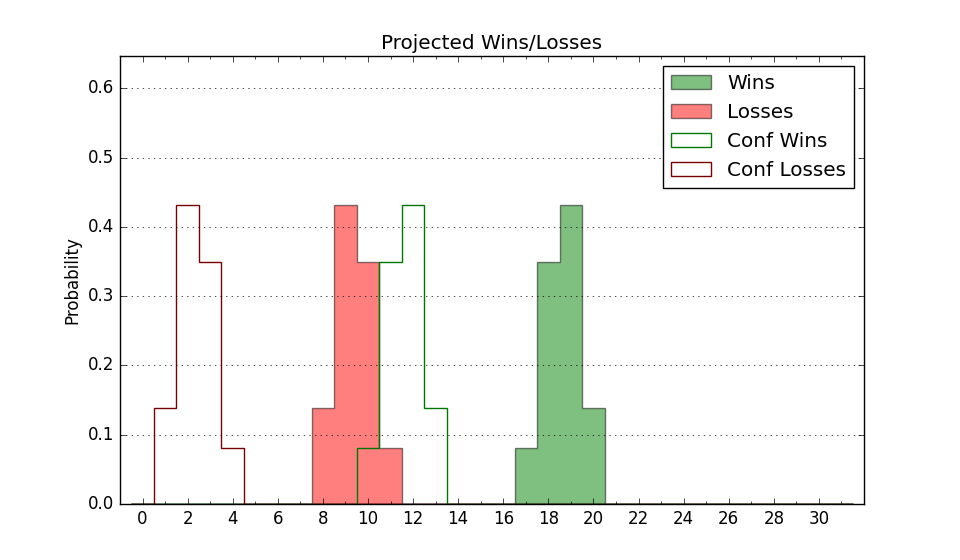 Projected Wins/Losses
Wins
Losses
Conf Wins
Conf Losses
Probability
0.6
0.5
0.4
0.3
0.2
0.1
0.0
0 2 4 6 8 10 12 14 16 18 20 22 24 26 28 30